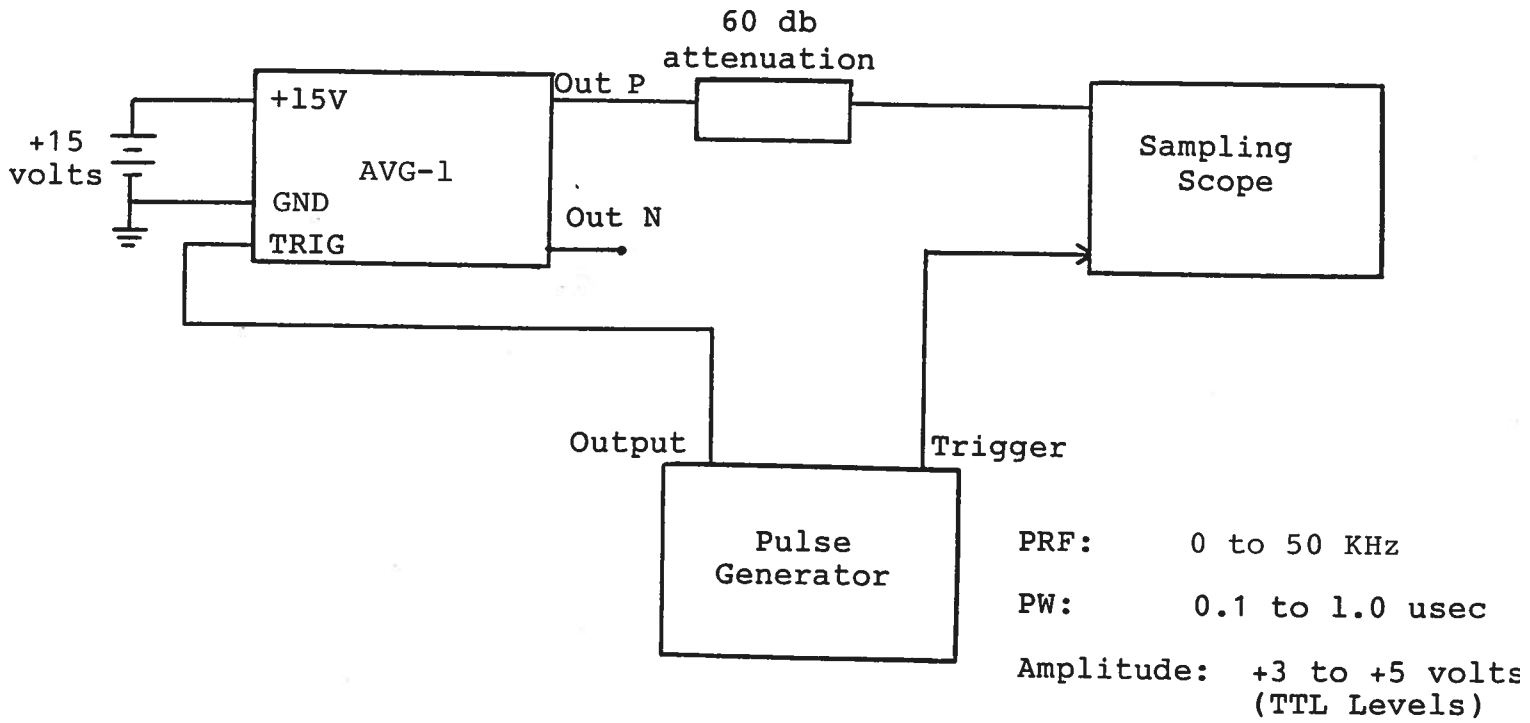 60 db
attenuation
Out P
+15V
+15
volts
AVG-1
GND
TRIG
Out N
Sampling
Scope
Output
Trigger
Pulse
Generator
PRF: 0 to 50 KHz
PW: 0.1 to 1.0 usec
Amplitude: +3 to +5 volts
(TTL Levels)